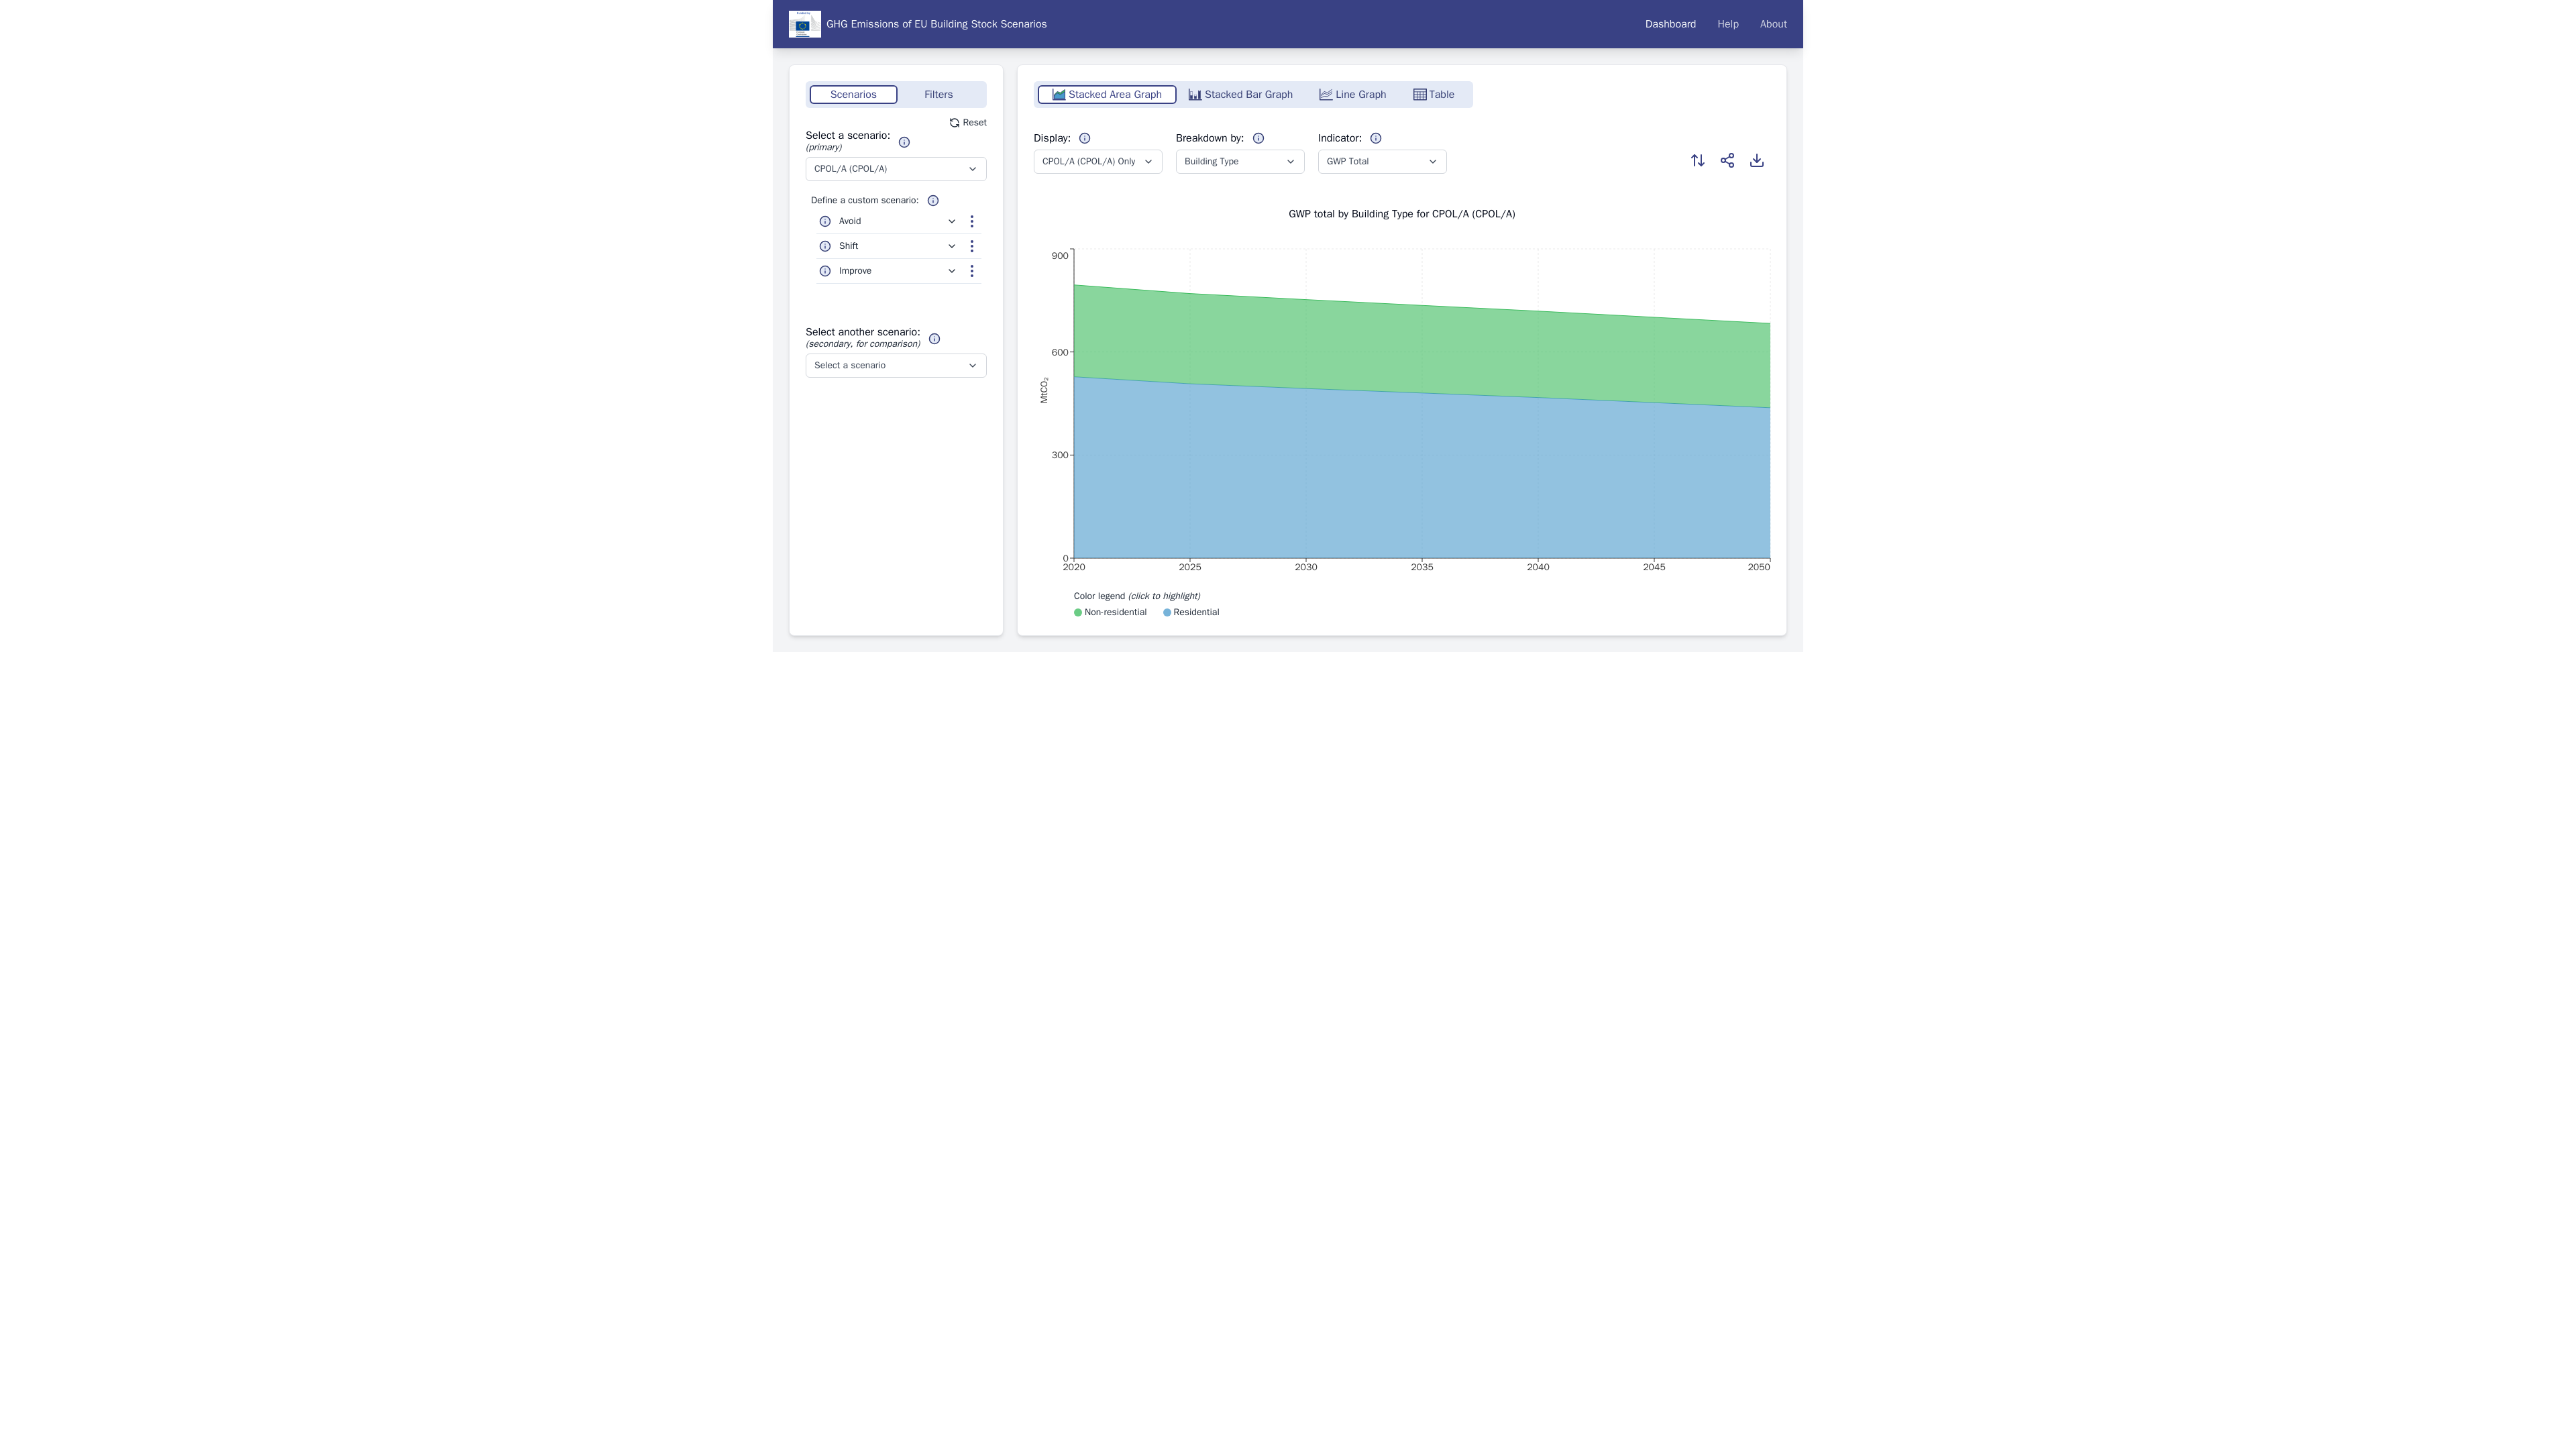 GHG Emissions of EU Building Stock Scenarios
Dashboard
Help
About
Scenarios
Filters
Reset
Select a scenario:
(primary)
CPOL/A (CPOL/A)
Define a custom scenario:
Avoid
Shift
Improve
Select another scenario:
(secondary, for comparison)
Select a scenario
Stacked Area Graph
Stacked Bar Graph
Line Graph
Table
Display:
Breakdown by:
Indicator:
CPOL/A (CPOL/A) Only
Building Type
GWP Total
GWP total by Building Type for CPOL/A (CPOL/A)
900
600
300
0
MtCO₂
2020
2025
2030
2035
2040
2045
2050
Color legend (click to highlight)
Non-residential
Residential